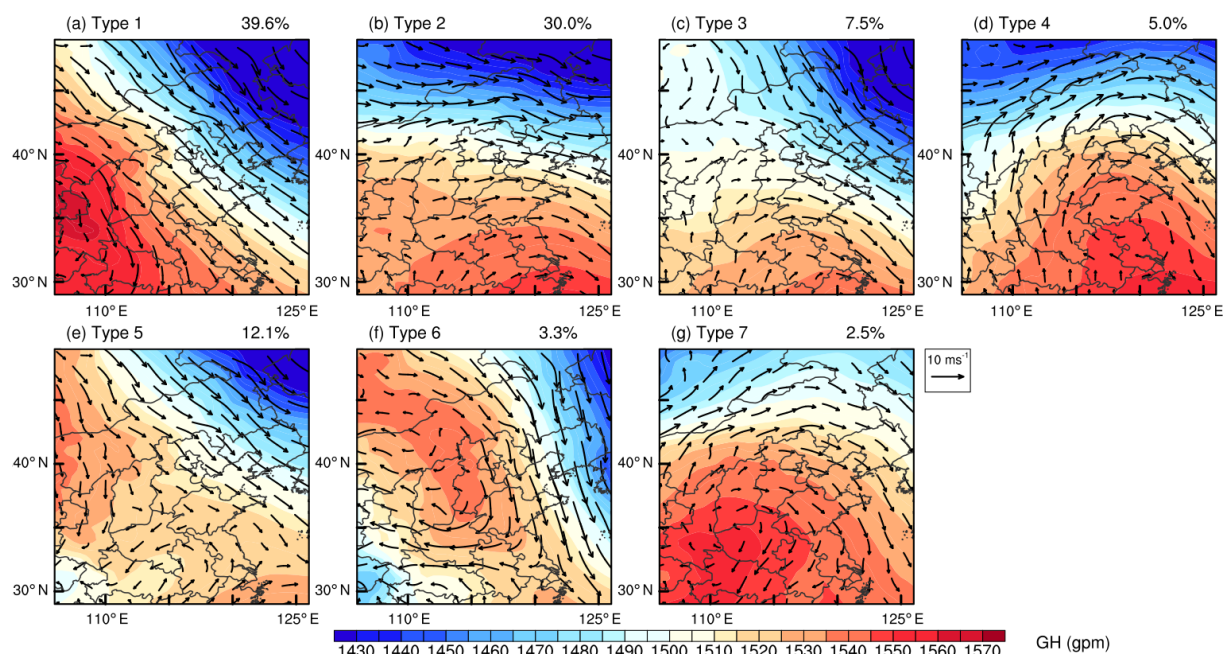 (a) Type 1 39.6%
(b) Type 2 30.0%
(c) Type 3 7.5%
(d) Type 4 5.0%
40° N
30° N
110° E 125° E
40° N
30° N
110° E 125° E
40° N
30° N
110° E 125° E
40° N
30° N
110° E 125° E
(e) Type 5 12.1%
(f) Type 6 3.3%
(g) Type 7 2.5%
10 ms⁻¹
40° N
30° N
110° E 125° E
40° N
30° N
110° E 125° E
40° N
30° N
110° E 125° E
1430 1440 1450 1460 1470 1480 1490 1500 1510 1520 1530 1540 1550 1560 1570
GH (gpm)